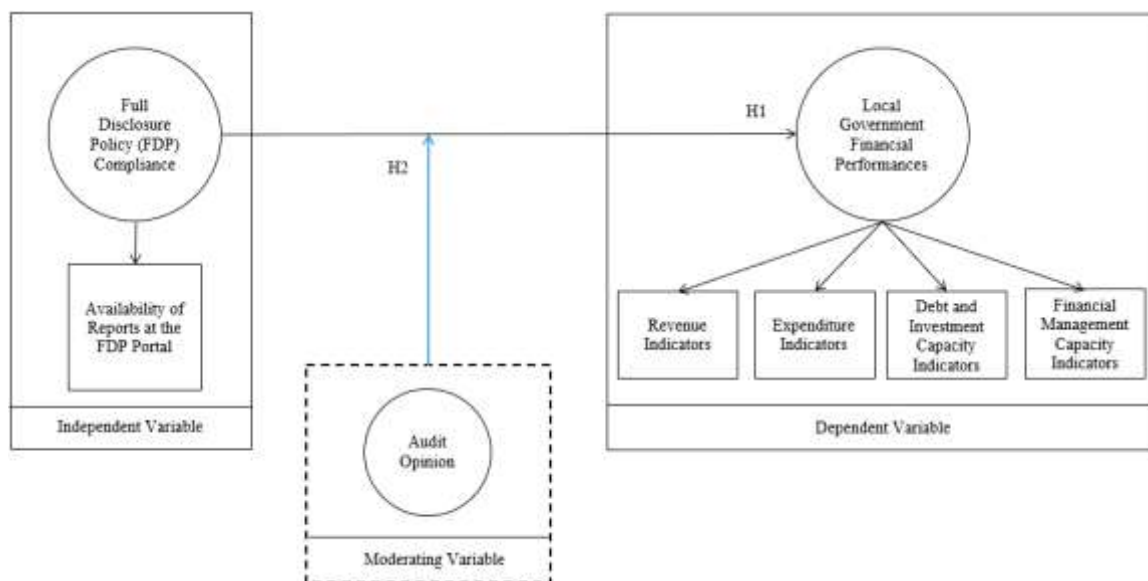 Full
Disclosure
Policy (FDP)
Compliance
H1
Local
Government
Financial
Performances
H2
Availability of
Reports at the
FDP Portal
Revenue
Indicators
Expenditure
Indicators
Debt and
Investment
Capacity
Indicators
Financial
Management
Capacity
Indicators
Independent Variable
Audit
Opinion
Dependent Variable
Moderating Variable